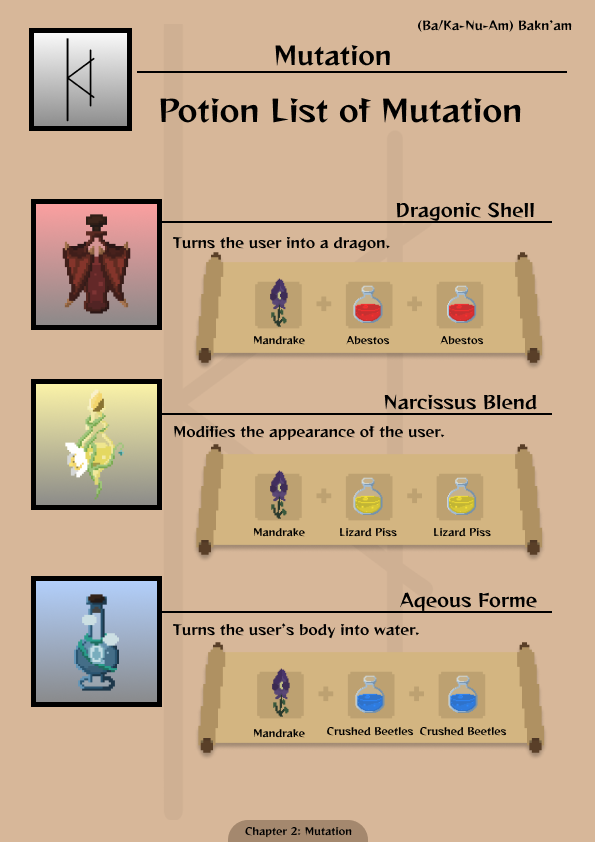 (Ba/Ka-Nu-Am) Bakn'am
Mutation
Potion List of Mutation
Dragonic Shell
Turns the user into a dragon.
Mandrake Abestos Abestos
Narcissus Blend
Modifies the appearance of the user.
Mandrake Lizard Piss Lizard Piss
Aqeous Forme
Turns the user's body into water.
Mandrake Crushed Beetles Crushed Beetles
Chapter 2: Mutation